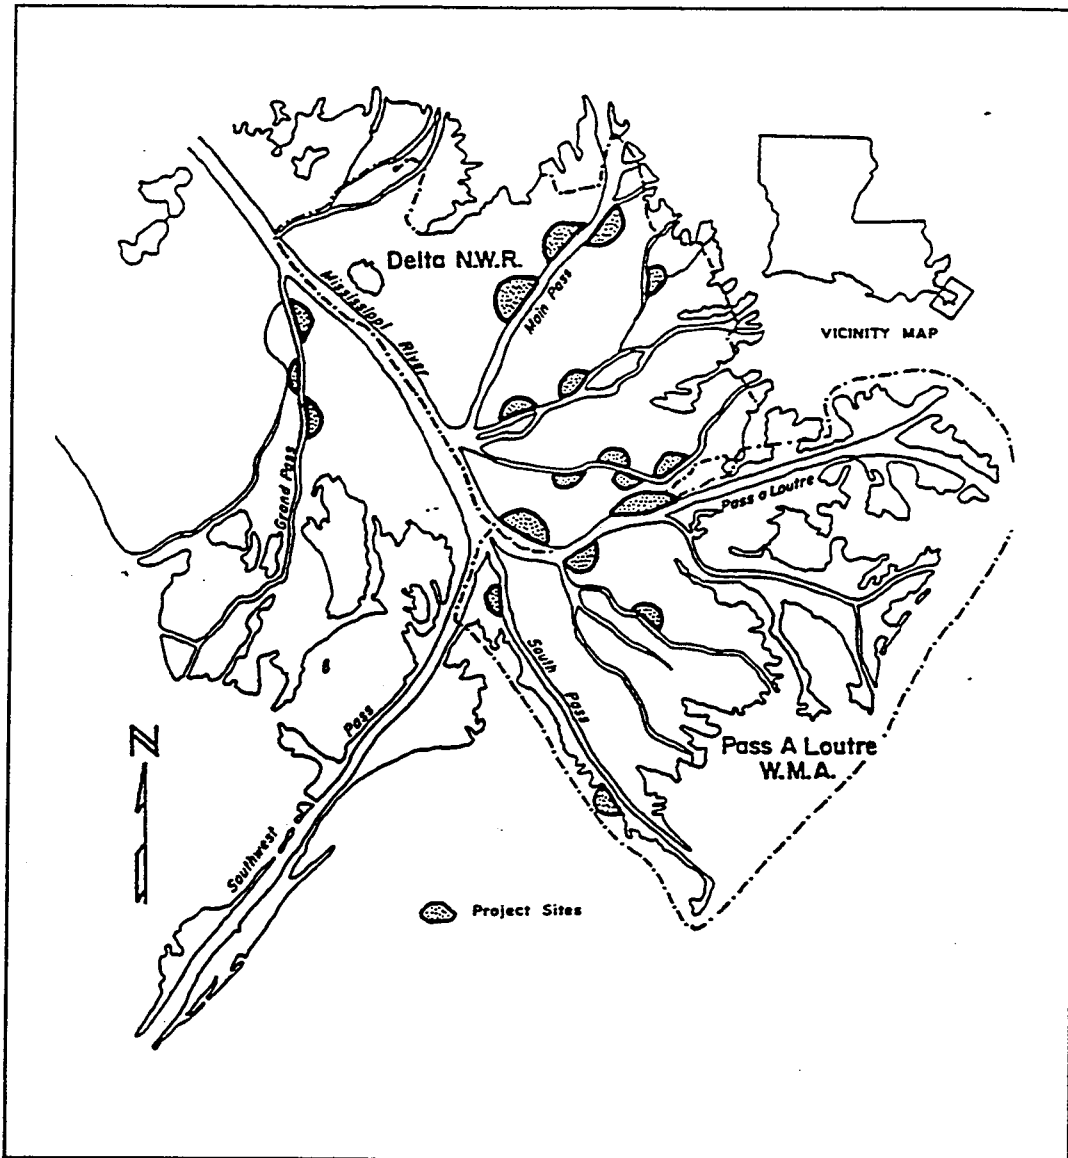 Delta N.W.R.
Mississippi
River
Main Pass
VICINITY MAP
Grand Pass
Pass a Loutre
South
Pass
Pass A Loutre
W.M.A.
Southwest
Pass
N
Project Sites